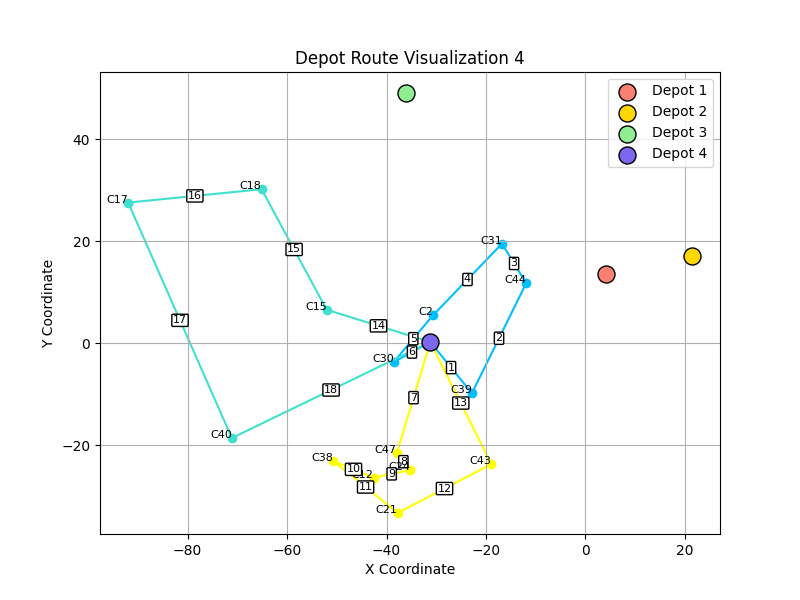 Depot Route Visualization 4
Depot 1
Depot 2
Depot 3
Depot 4
40
20
0
−20
Y Coordinate
−80
−60
−40
−20
0
20
X Coordinate
C17
16
C18
15
C31
3
4
C44
C15
C2
17
14
5
2
6
C30
1
18
C39
7
13
C40
C47
C38
8
C43
10
9
C12
11
12
C21